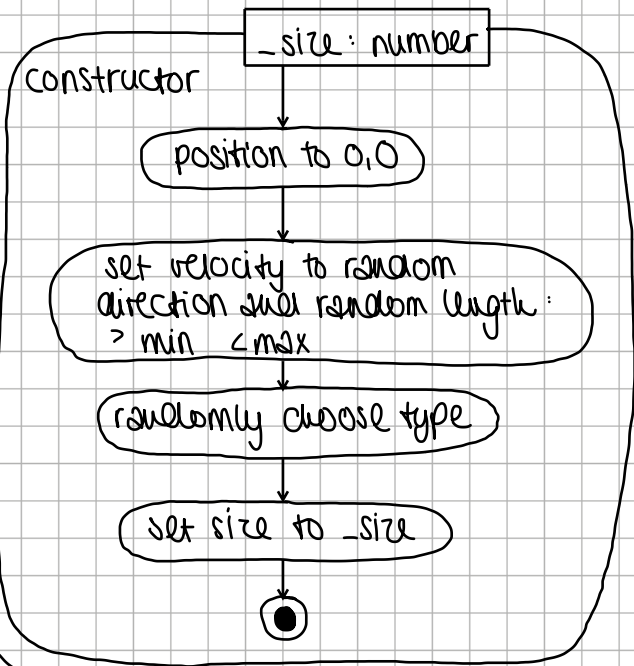 _size: number
constructor
position to 0,0
set velocity to random
direction and random length:
> min <max
randomly choose type
set size to _size